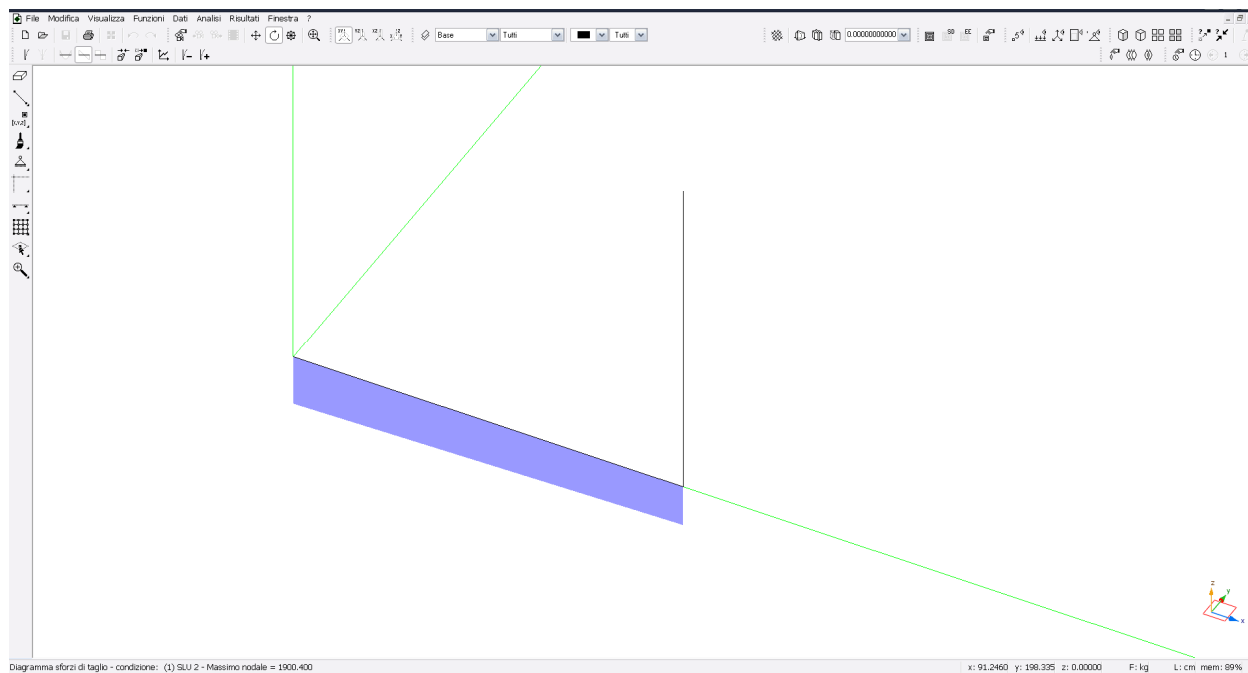 File Modifica Visualizza Funzioni Dati Analisi Risultati Finestra ?
Base Tutti Tutti 0.00000000000
[x,y,z]
z
y
x
Diagramma sforzi di taglio - condizione: (1) SLU 2 - Massimo nodale = 1900.400 x: 91.2460 y: 198.335 z: 0.00000 F: kg L: cm mem: 89%